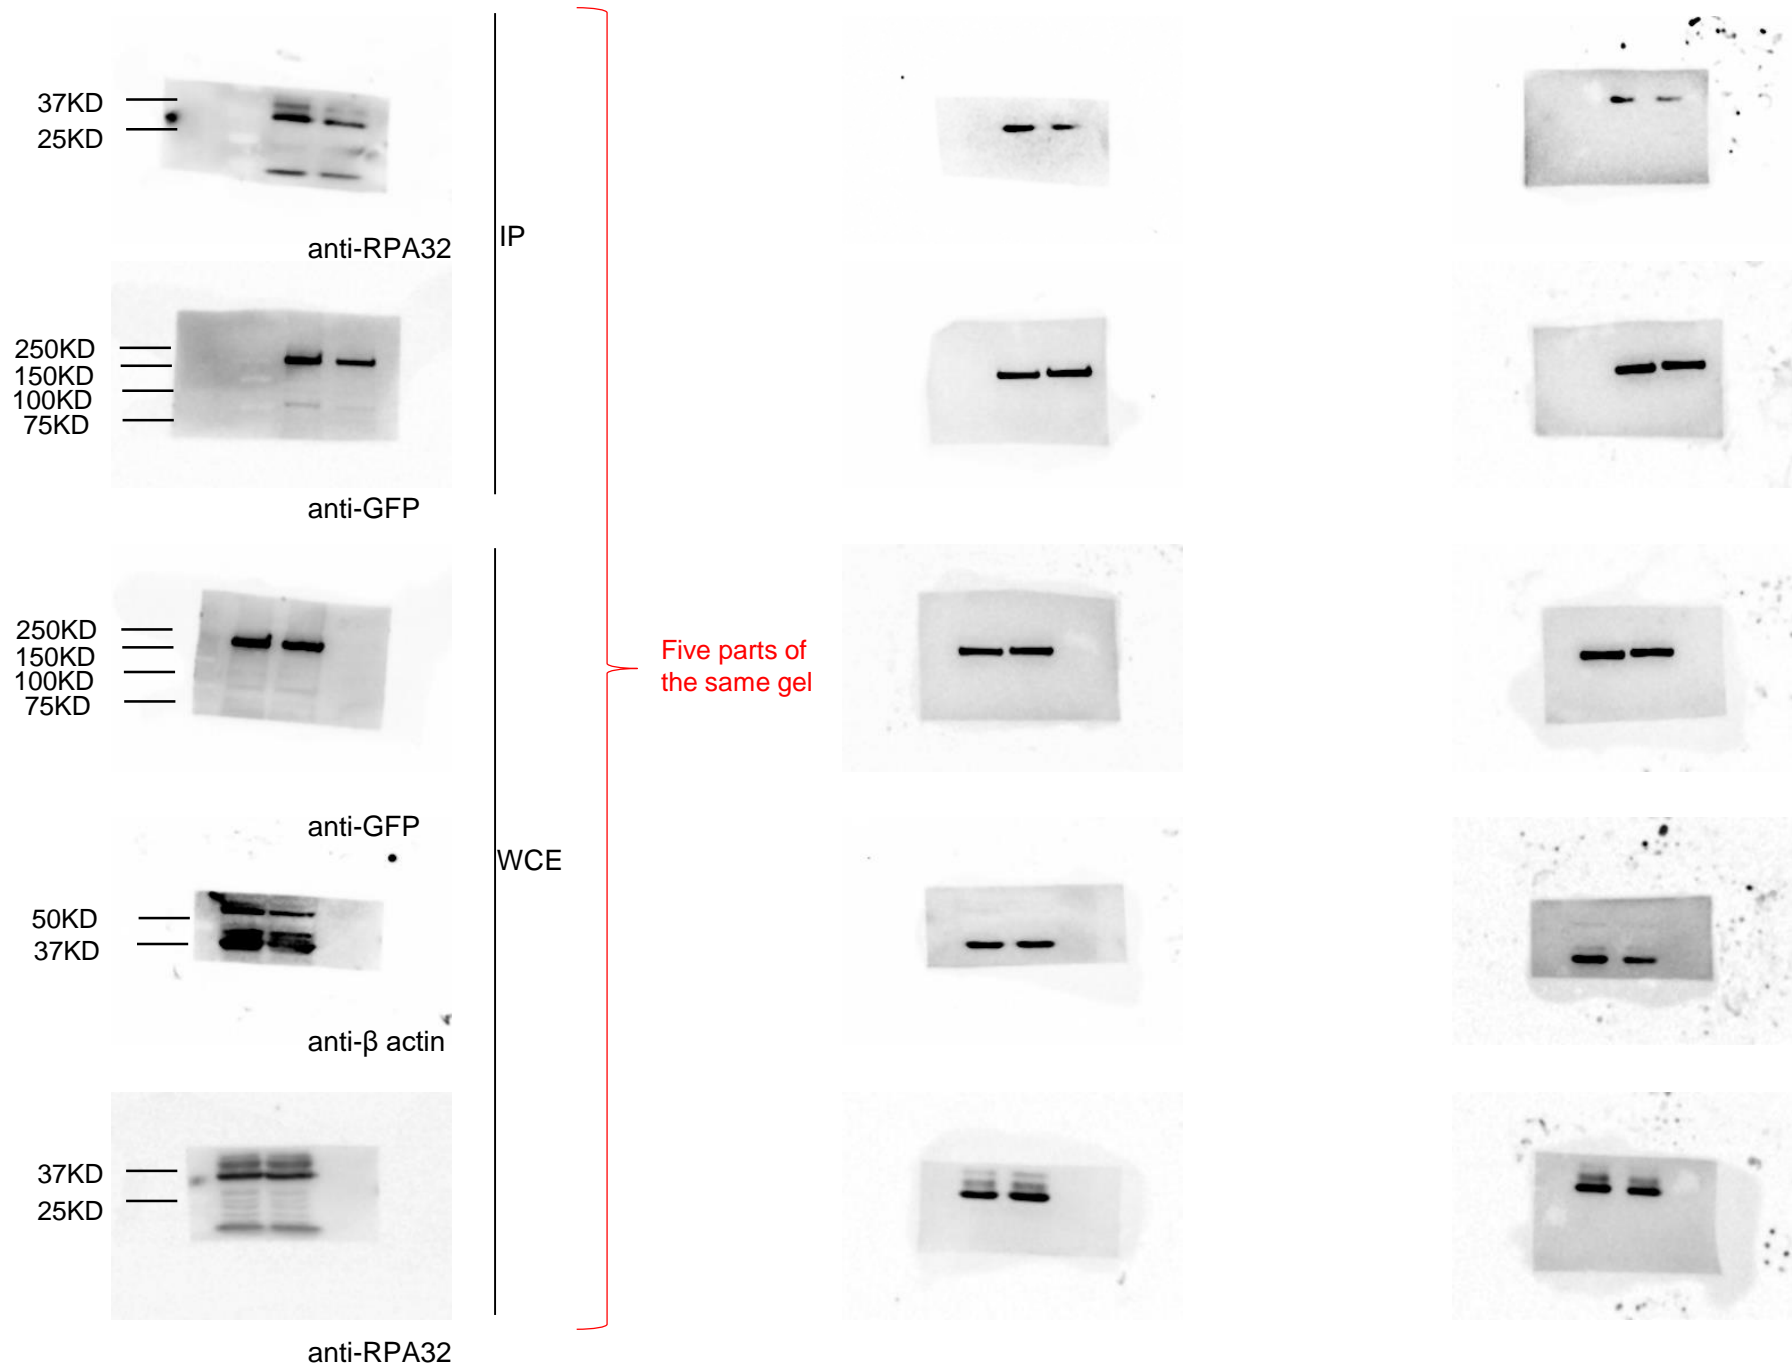 37KD
25KD
anti-RPA32
IP
250KD
150KD
100KD
75KD
anti-GFP
250KD
150KD
100KD
75KD
Five parts of
the same gel
anti-GFP
WCE
50KD
37KD
anti-β actin
37KD
25KD
anti-RPA32